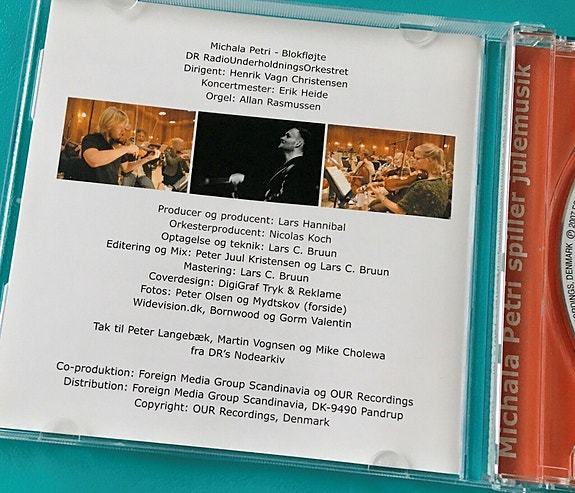 Michala Petri - Blokfløjte
DR RadioUnderholdningsOrkestret
Dirigent: Henrik Vagn Christensen
Koncertmester: Erik Heide
Orgel: Allan Rasmussen
Producer og producent: Lars Hannibal
Orkesterproducent: Nicolas Koch
Optagelse og teknik: Lars C. Bruun
Editering og Mix: Peter Juul Kristensen og Lars C. Bruun
Mastering: Lars C. Bruun
Coverdesign: DigiGraf Tryk & Reklame
Fotos: Peter Olsen og Mydtskov (forside)
Widevision.dk, Bornwood og Gorm Valentin
Tak til Peter Langebæk, Martin Vognsen og Mike Cholewa
fra DR's Nodearkiv
Co-produktion: Foreign Media Group Scandinavia og OUR Recordings
Distribution: Foreign Media Group Scandinavia, DK-9490 Pandrup
Copyright: OUR Recordings, Denmark
Michala Petri spiller julemusik
DENMARK ℗ 2007